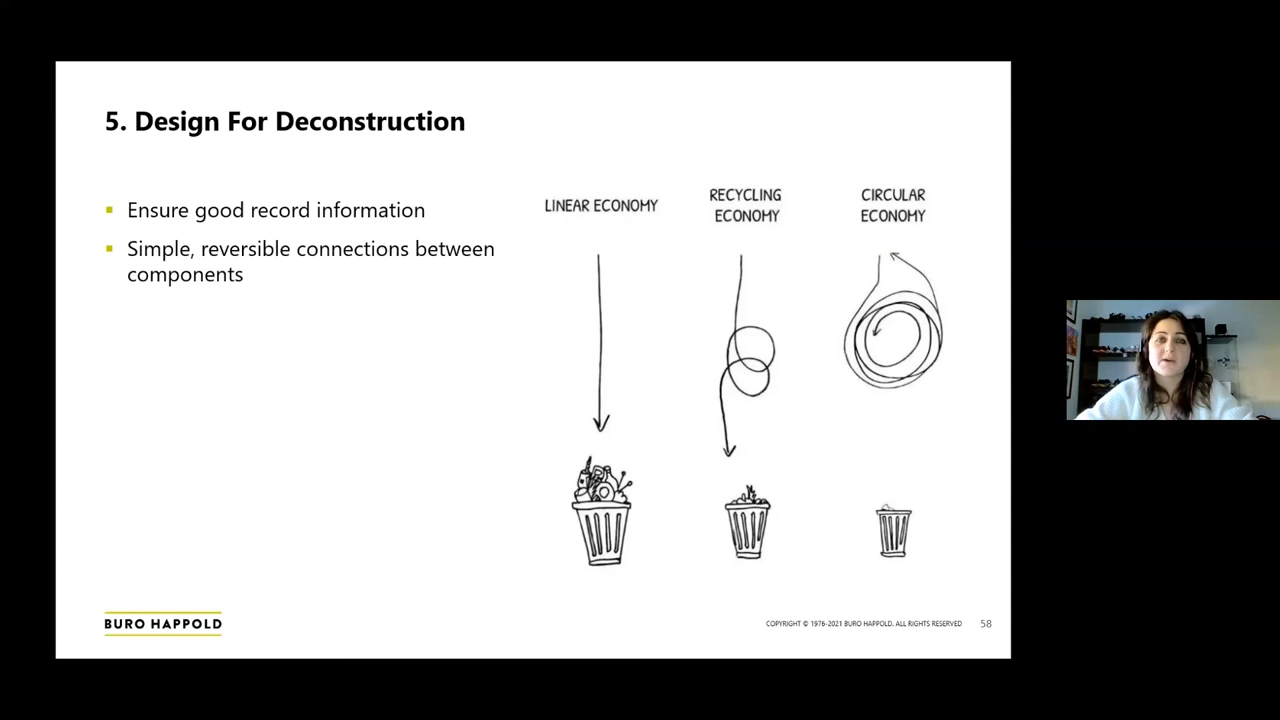 5. Design For Deconstruction
Ensure good record information
Simple, reversible connections between
components
LINEAR ECONOMY
RECYCLING
ECONOMY
CIRCULAR
ECONOMY
BURO HAPPOLD
COPYRIGHT © 1976-2021 BURO HAPPOLD. ALL RIGHTS RESERVED
58